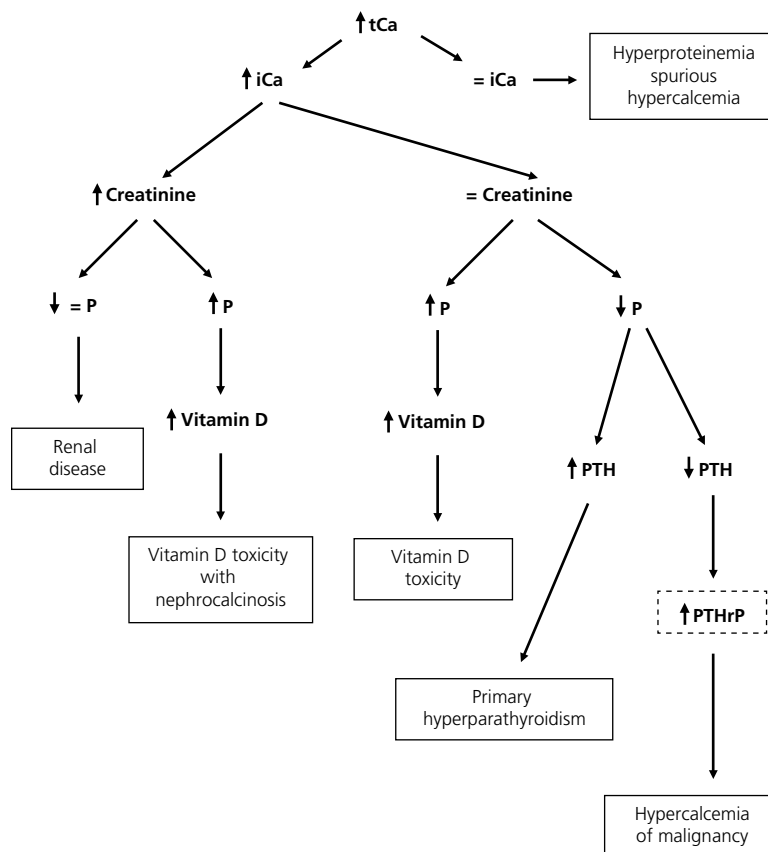 ↑ tCa
↑ iCa
= iCa
Hyperproteinemia
spurious
hypercalcemia
↑ Creatinine
= Creatinine
↓ = P
↑ P
↑ P
↓ P
Renal
disease
↑ Vitamin D
↑ Vitamin D
↑ PTH
↓ PTH
Vitamin D toxicity
with
nephrocalcinosis
Vitamin D
toxicity
↑ PTHrP
Primary
hyperparathyroidism
Hypercalcemia
of malignancy